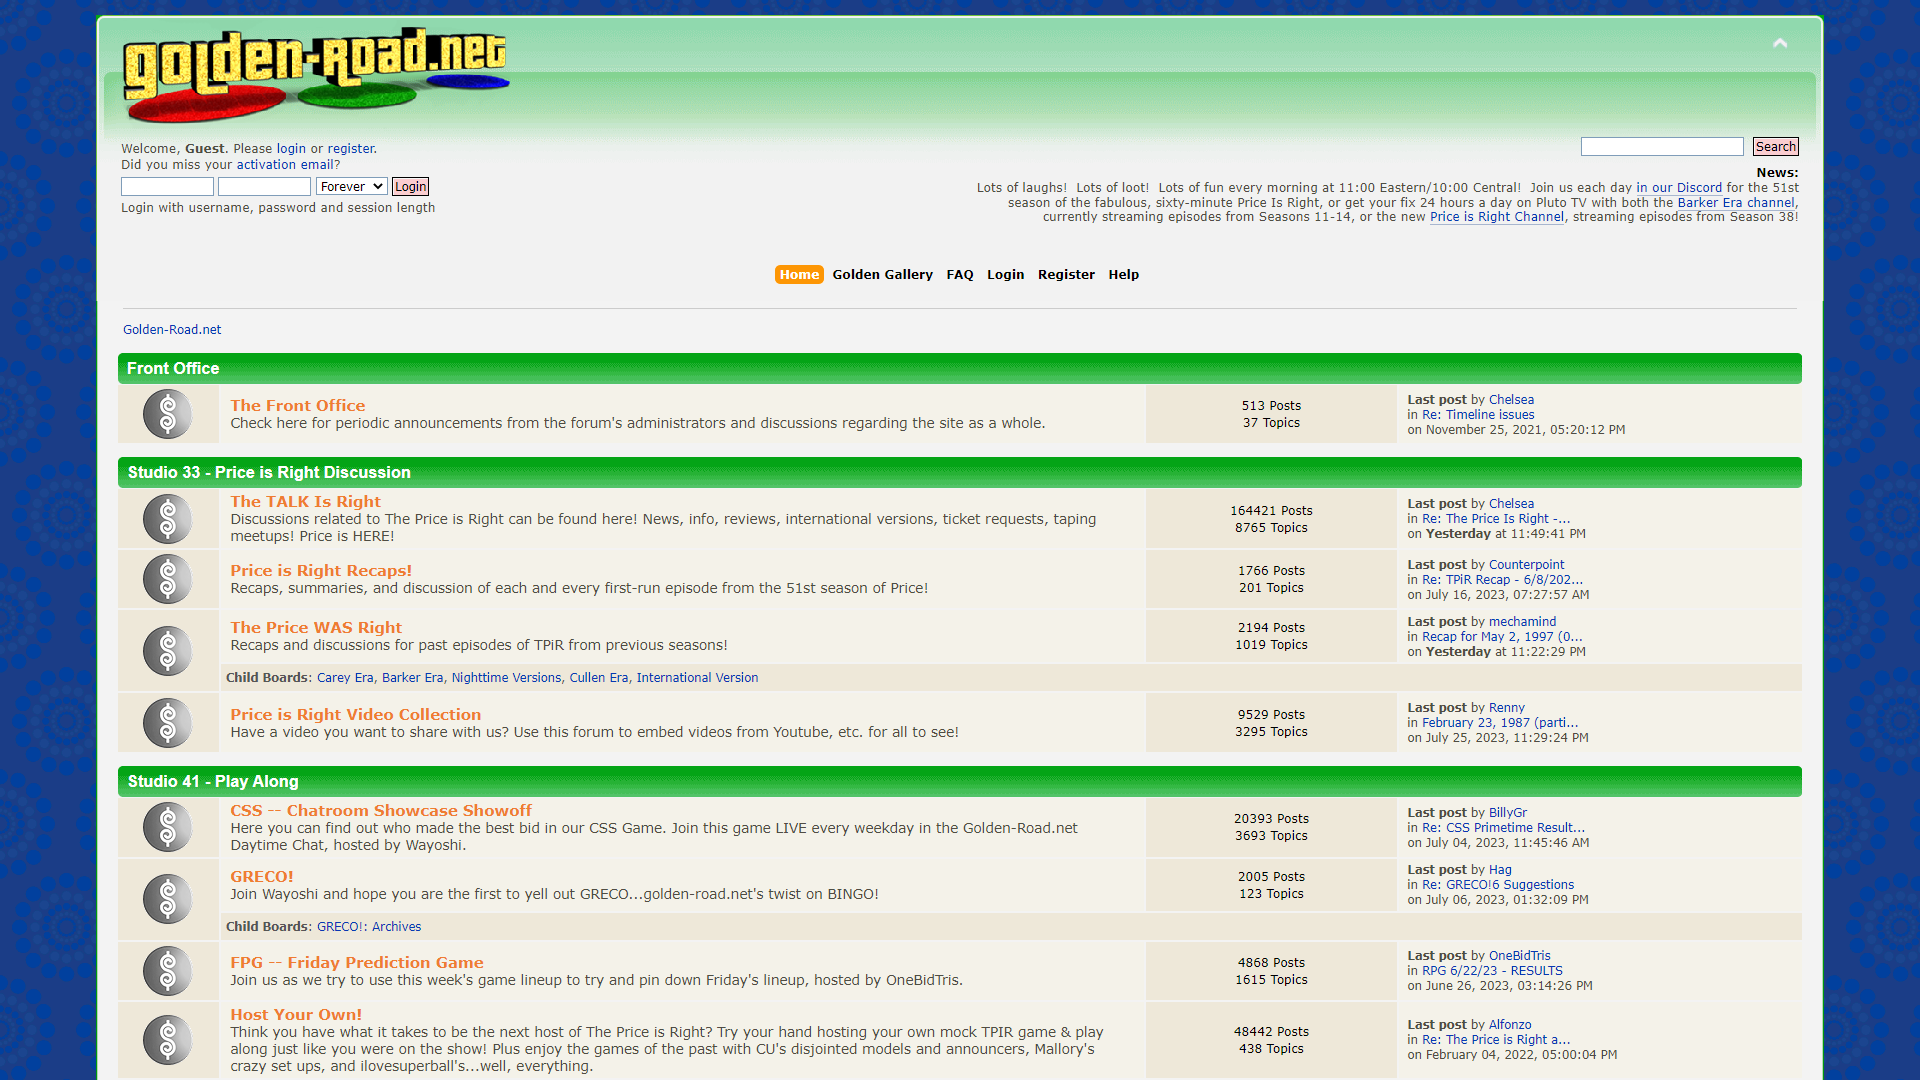 golden-Road.net
Welcome, Guest. Please login or register.
Did you miss your activation email?
Forever
Login
Login with username, password and session length
Search
News:
Lots of laughs!  Lots of loot!  Lots of fun every morning at 11:00 Eastern/10:00 Central!  Join us each day in our Discord for the 51st
season of the fabulous, sixty-minute Price Is Right, or get your fix 24 hours a day on Pluto TV with both the Barker Era channel,
currently streaming episodes from Seasons 11-14, or the new Price is Right Channel, streaming episodes from Season 38!
Home Golden Gallery FAQ Login Register Help
Golden-Road.net
Front Office
The Front Office
Check here for periodic announcements from the forum's administrators and discussions regarding the site as a whole.
513 Posts
37 Topics
Last post by Chelsea
in Re: Timeline issues
on November 25, 2021, 05:20:12 PM
Studio 33 - Price is Right Discussion
The TALK Is Right
Discussions related to The Price is Right can be found here! News, info, reviews, international versions, ticket requests, taping
meetups! Price is HERE!
164421 Posts
8765 Topics
Last post by Chelsea
in Re: The Price Is Right -...
on Yesterday at 11:49:41 PM
Price is Right Recaps!
Recaps, summaries, and discussion of each and every first-run episode from the 51st season of Price!
1766 Posts
201 Topics
Last post by Counterpoint
in Re: TPiR Recap - 6/8/202...
on July 16, 2023, 07:27:57 AM
The Price WAS Right
Recaps and discussions for past episodes of TPiR from previous seasons!
2194 Posts
1019 Topics
Last post by mechamind
in Recap for May 2, 1997 (0...
on Yesterday at 11:22:29 PM
Child Boards: Carey Era, Barker Era, Nighttime Versions, Cullen Era, International Version
Price is Right Video Collection
Have a video you want to share with us? Use this forum to embed videos from Youtube, etc. for all to see!
9529 Posts
3295 Topics
Last post by Renny
in February 23, 1987 (parti...
on July 25, 2023, 11:29:24 PM
Studio 41 - Play Along
CSS -- Chatroom Showcase Showoff
Here you can find out who made the best bid in our CSS Game. Join this game LIVE every weekday in the Golden-Road.net
Daytime Chat, hosted by Wayoshi.
20393 Posts
3693 Topics
Last post by BillyGr
in Re: CSS Primetime Result...
on July 04, 2023, 11:45:46 AM
GRECO!
Join Wayoshi and hope you are the first to yell out GRECO...golden-road.net's twist on BINGO!
2005 Posts
123 Topics
Last post by Hag
in Re: GRECO!6 Suggestions
on July 06, 2023, 01:32:09 PM
Child Boards: GRECO!: Archives
FPG -- Friday Prediction Game
Join us as we try to use this week's game lineup to try and pin down Friday's lineup, hosted by OneBidTris.
4868 Posts
1615 Topics
Last post by OneBidTris
in RPG 6/22/23 - RESULTS
on June 26, 2023, 03:14:26 PM
Host Your Own!
Think you have what it takes to be the next host of The Price is Right? Try your hand hosting your own mock TPIR game & play
along just like you were on the show! Plus enjoy the games of the past with CU's disjointed models and announcers, Mallory's
crazy set ups, and ilovesuperball's...well, everything.
48442 Posts
438 Topics
Last post by Alfonzo
in Re: The Price is Right a...
on February 04, 2022, 05:00:04 PM